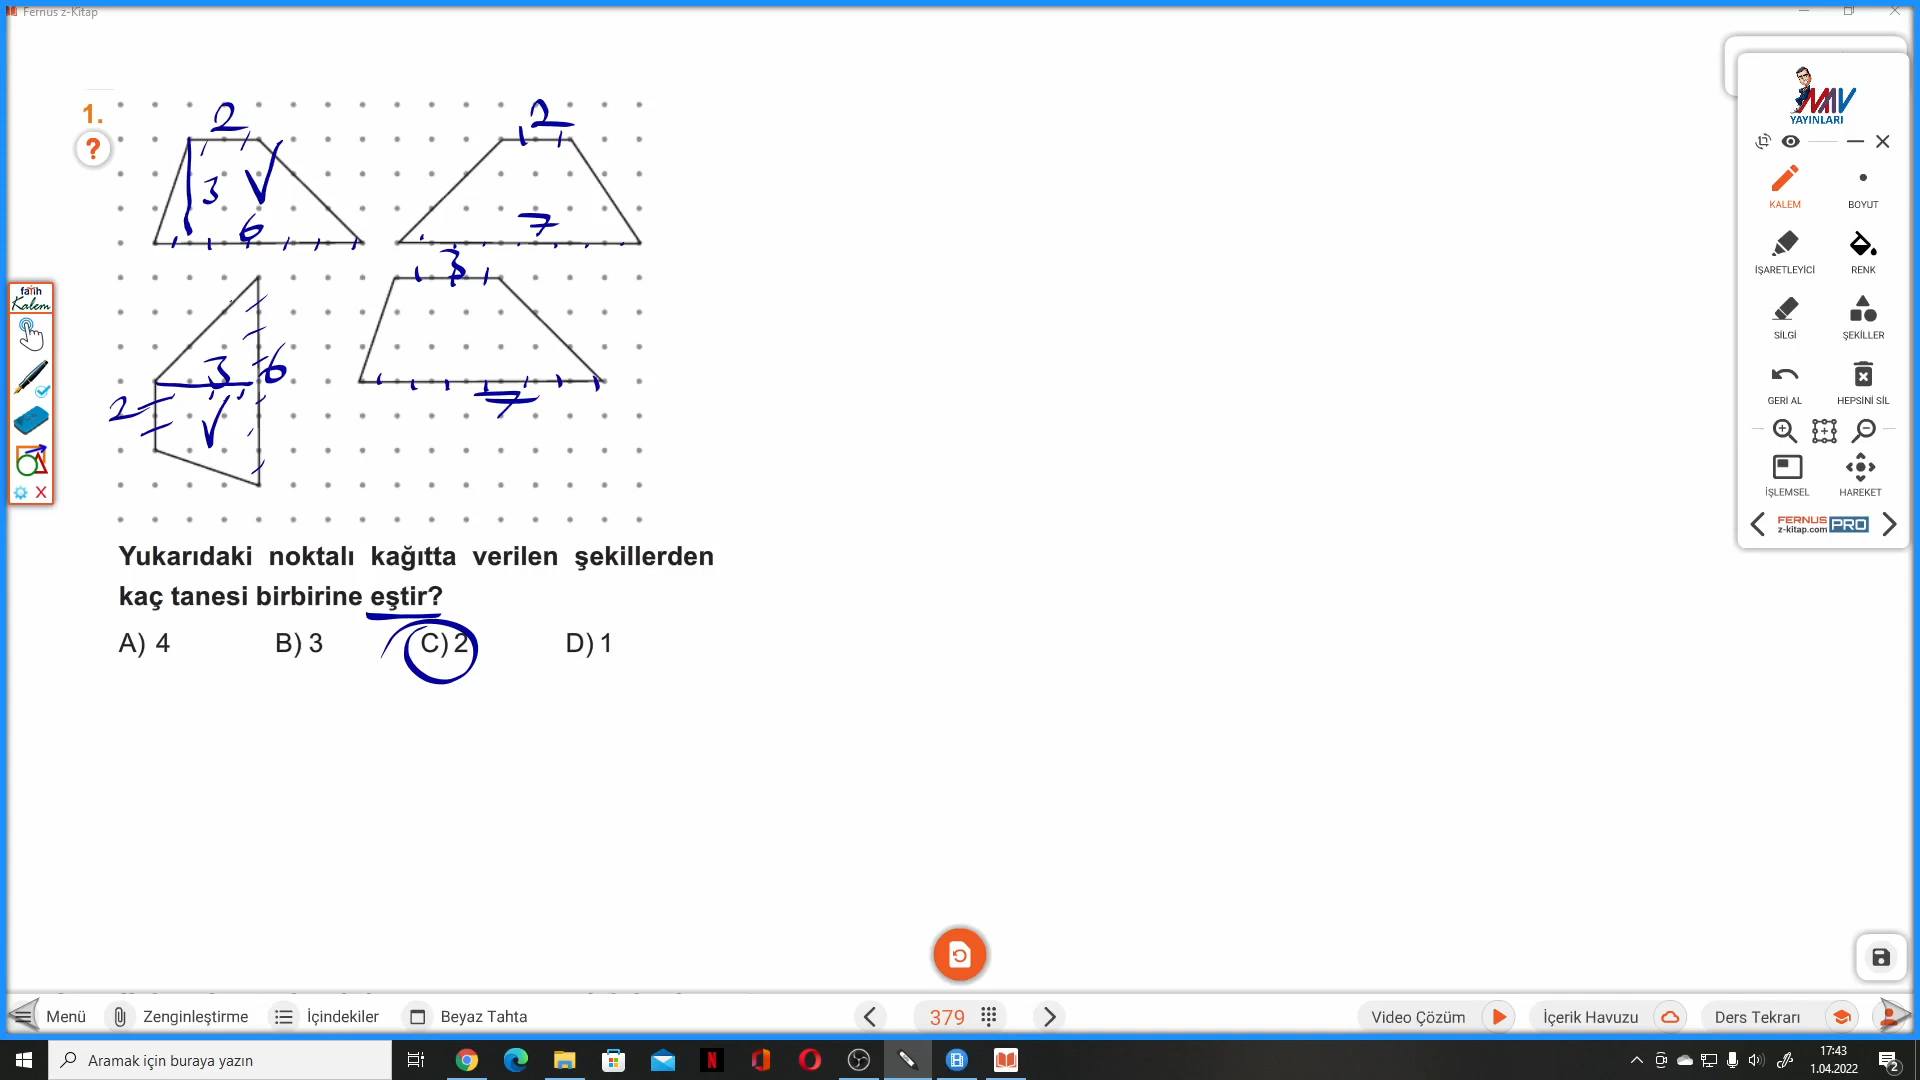 Fernus z-Kitap
1.
?
2
2
3
6
7
3
3
6
2
7
Yukarıdaki noktalı kağıtta verilen şekillerden
kaç tanesi birbirine eştir?
A) 4 B) 3 C) 2 D) 1
fatih
Kalem
MAV
YAYINLARI
KALEM BOYUT
İŞARETLEYİCİ RENK
SİLGİ ŞEKİLLER
GERİ AL HEPSİNİ SİL
İŞLEMSEL HAREKET
FERNUS
z-kitap.com PRO
Menü Zenginleştirme İçindekiler Beyaz Tahta 379 Video Çözüm İçerik Havuzu Ders Tekrarı
Aramak için buraya yazın
17:43
1.04.2022
2